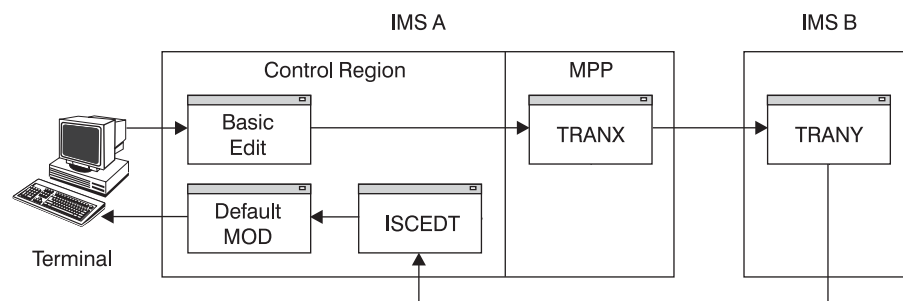 IMS A
IMS B
Control Region
MPP
Basic
Edit
TRANX
TRANY
Default
MOD
ISCEDT
Terminal